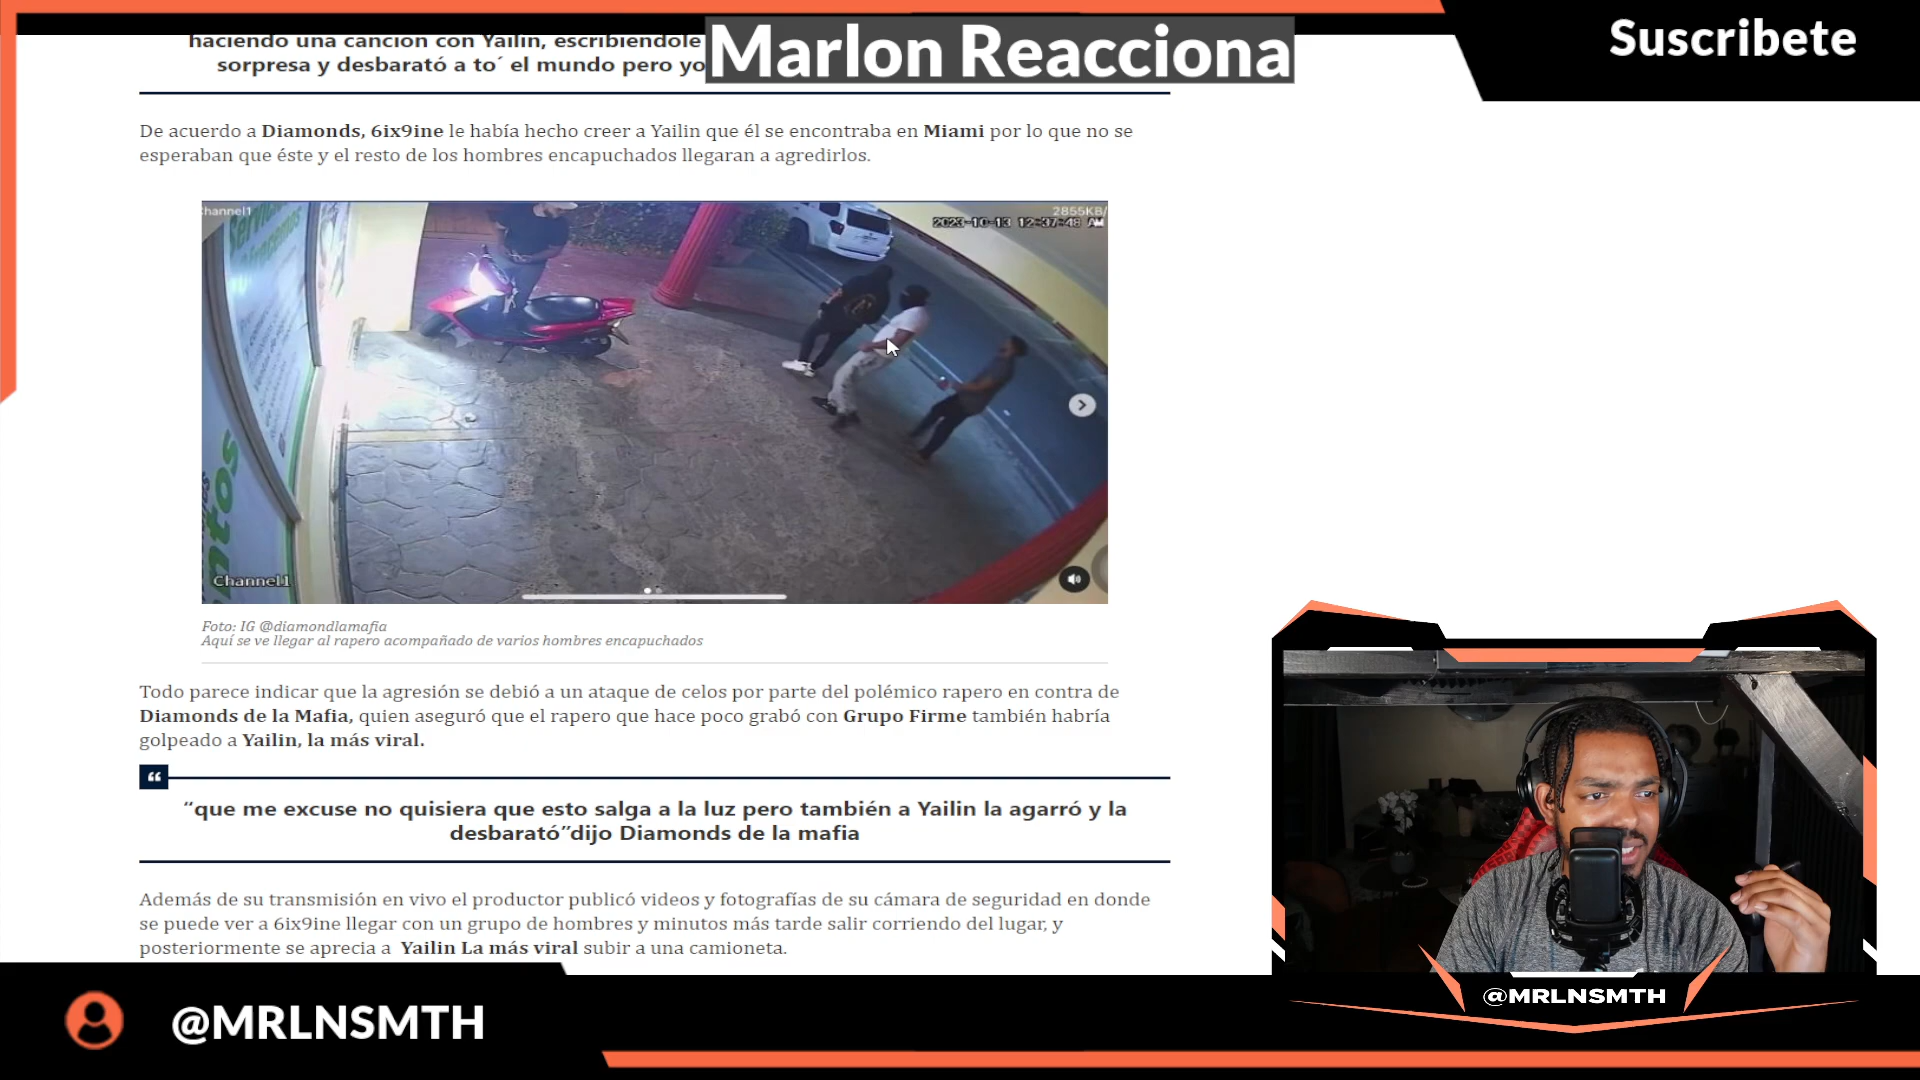 Marlon Reacciona
Suscribete
haciendo una canción con Yailin, escribiéndole
sorpresa y desbarató a to´ el mundo pero yo
De acuerdo a Diamonds, 6ix9ine le había hecho creer a Yailin que él se encontraba en Miami por lo que no se
esperaban que éste y el resto de los hombres encapuchados llegaran a agredirlos.
Channel1
2855KB/
2023-10-13 12:37:48 AM
ntos
Channel1
Foto: IG @diamondlamafia
Aquí se ve llegar al rapero acompañado de varios hombres encapuchados
Todo parece indicar que la agresión se debió a un ataque de celos por parte del polémico rapero en contra de
Diamonds de la Mafia, quien aseguró que el rapero que hace poco grabó con Grupo Firme también habría
golpeado a Yailin, la más viral.
“que me excuse no quisiera que esto salga a la luz pero también a Yailin la agarró y la
desbarató”dijo Diamonds de la mafia
Además de su transmisión en vivo el productor publicó videos y fotografías de su cámara de seguridad en donde
se puede ver a 6ix9ine llegar con un grupo de hombres y minutos más tarde salir corriendo del lugar, y
posteriormente se aprecia a Yailin La más viral subir a una camioneta.
@MRLNSMTH
@MRLNSMTH